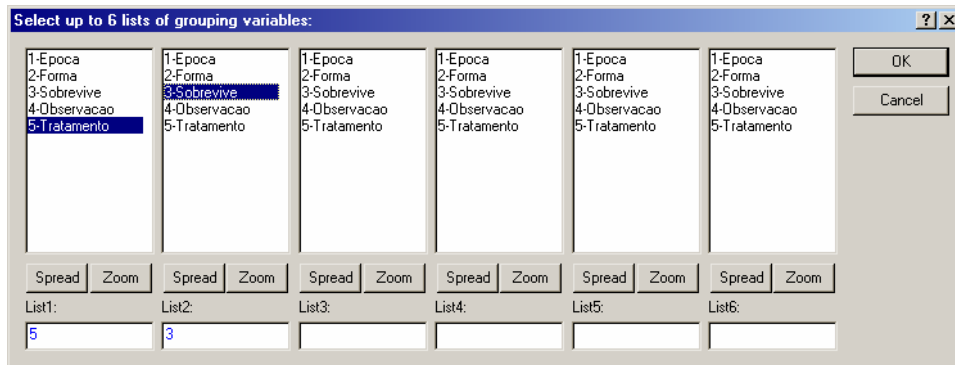 Select up to 6 lists of grouping variables:
1-Epoca 1-Epoca 1-Epoca 1-Epoca 1-Epoca 1-Epoca OK
2-Forma 2-Forma 2-Forma 2-Forma 2-Forma 2-Forma
3-Sobrevive 3-Sobrevive 3-Sobrevive 3-Sobrevive 3-Sobrevive 3-Sobrevive
4-Observacao 4-Observacao 4-Observacao 4-Observacao 4-Observacao 4-Observacao Cancel
5-Tratamento 5-Tratamento 5-Tratamento 5-Tratamento 5-Tratamento 5-Tratamento
Spread Zoom Spread Zoom Spread Zoom Spread Zoom Spread Zoom Spread Zoom
List1: List2: List3: List4: List5: List6:
5 3